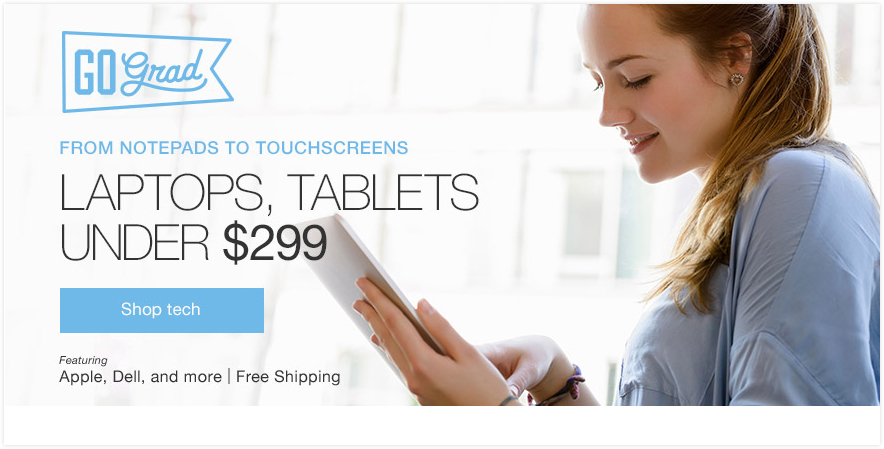 GO Grad
FROM NOTEPADS TO TOUCHSCREENS
LAPTOPS, TABLETS
UNDER $299
Shop tech
Featuring
Apple, Dell, and more | Free Shipping